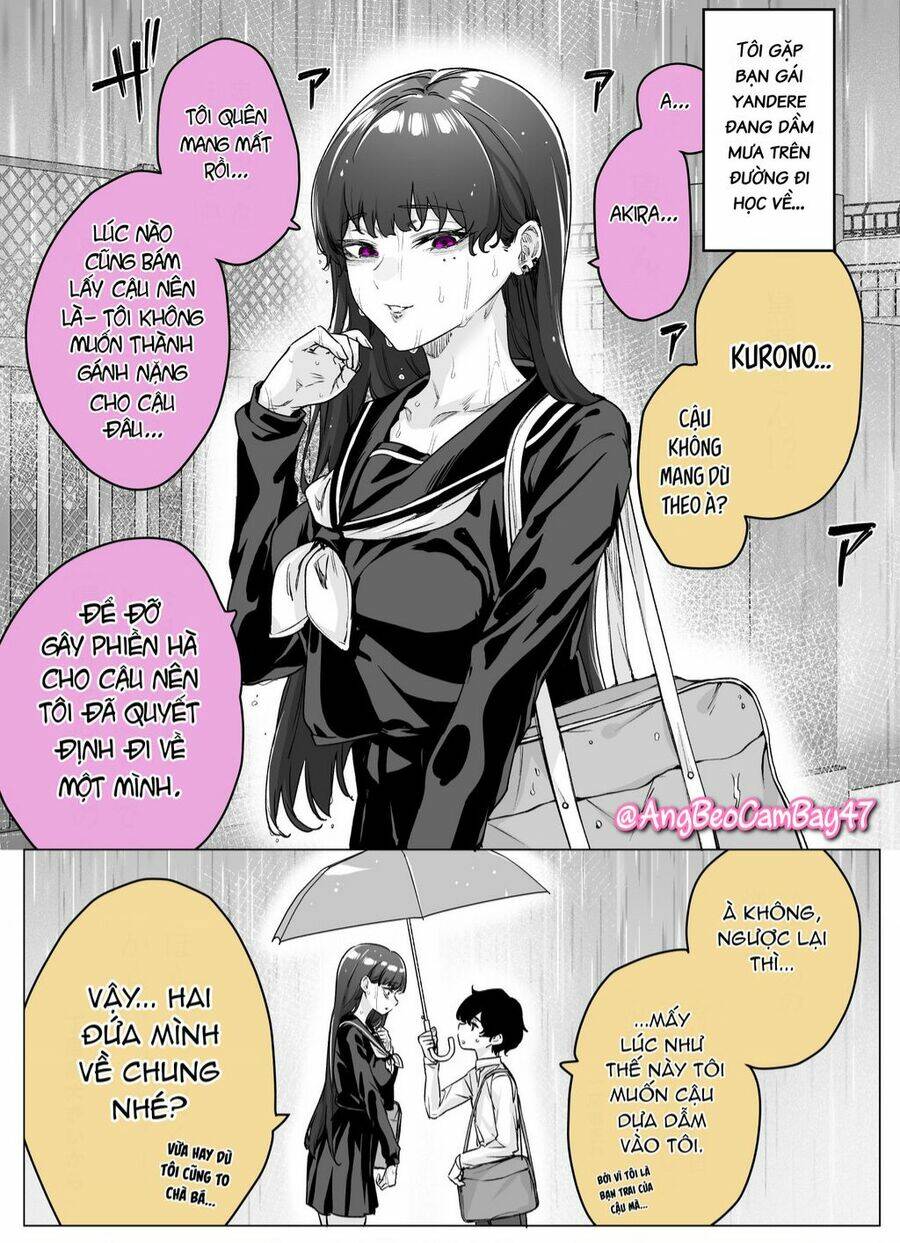 TÔI GẶP
BẠN GÁI
YANDERE
ĐANG DẦM
MƯA TRÊN
ĐƯỜNG ĐI
HỌC VỀ...
A...
AKIRA...
KURONO...
CẬU
KHÔNG
MANG DÙ
THEO À?
TÔI QUÊN
MANG MẤT
RỒI...
LÚC NÀO
CŨNG BÁM
LẤY CẬU NÊN
LÀ- TÔI KHÔNG
MUỐN THÀNH
GÁNH NẶNG
CHO CẬU
ĐÂU...
ĐỂ ĐỠ
GÂY PHIỀN HÀ
CHO CẬU NÊN
TÔI ĐÃ QUYẾT
ĐỊNH ĐI VỀ
MỘT MÌNH.
ザ
ァ
ァ
ァ
@AngBeoCamBay47
À KHÔNG,
NGƯỢC LẠI
THÌ...
...MẤY
LÚC NHƯ
THẾ NÀY TÔI
MUỐN CẬU
DỰA DẪM
VÀO TÔI.
BỞI VÌ TÔI LÀ
BẠN TRAI CỦA
CẬU MÀ...
VẬY... HAI
ĐỨA MÌNH
VỀ CHUNG
NHÉ?
VỪA HAY DÙ
TÔI CŨNG TO
CHÀ BÁ...